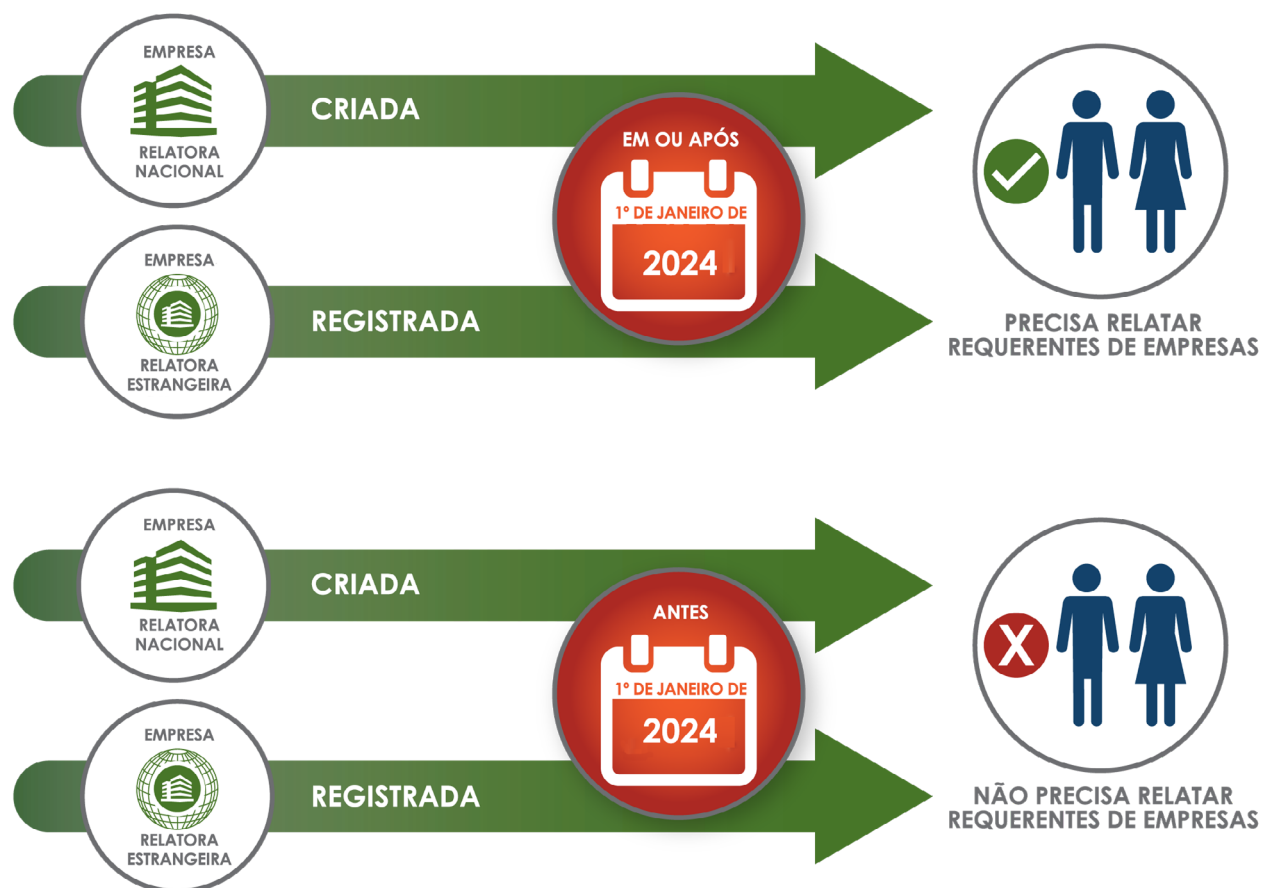 EMPRESA
RELATORA
NACIONAL
CRIADA
EM OU APÓS
1º DE JANEIRO DE
2024
EMPRESA
RELATORA
ESTRANGEIRA
REGISTRADA
PRECISA RELATAR
REQUERENTES DE EMPRESAS
EMPRESA
RELATORA
NACIONAL
CRIADA
ANTES
1º DE JANEIRO DE
2024
EMPRESA
RELATORA
ESTRANGEIRA
REGISTRADA
X
NÃO PRECISA RELATAR
REQUERENTES DE EMPRESAS